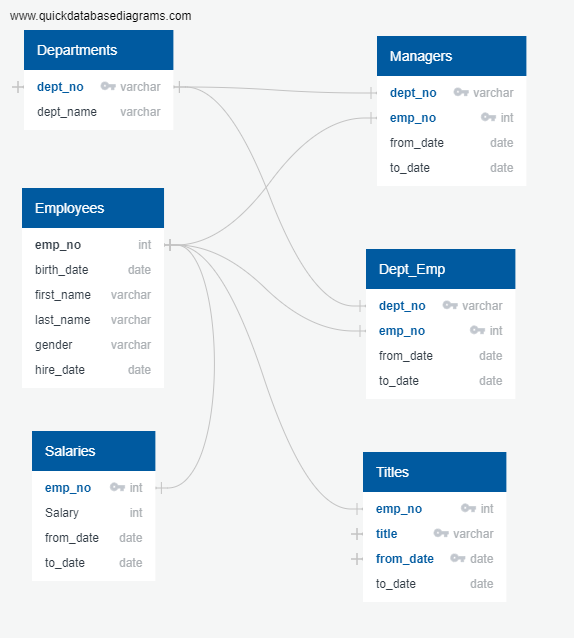 www.quickdatabasediagrams.com
Departments
dept_no varchar
dept_name varchar
Managers
dept_no varchar
emp_no int
from_date date
to_date date
Employees
emp_no int
birth_date date
first_name varchar
last_name varchar
gender varchar
hire_date date
Dept_Emp
dept_no varchar
emp_no int
from_date date
to_date date
Salaries
emp_no int
Salary int
from_date date
to_date date
Titles
emp_no int
title varchar
from_date date
to_date date